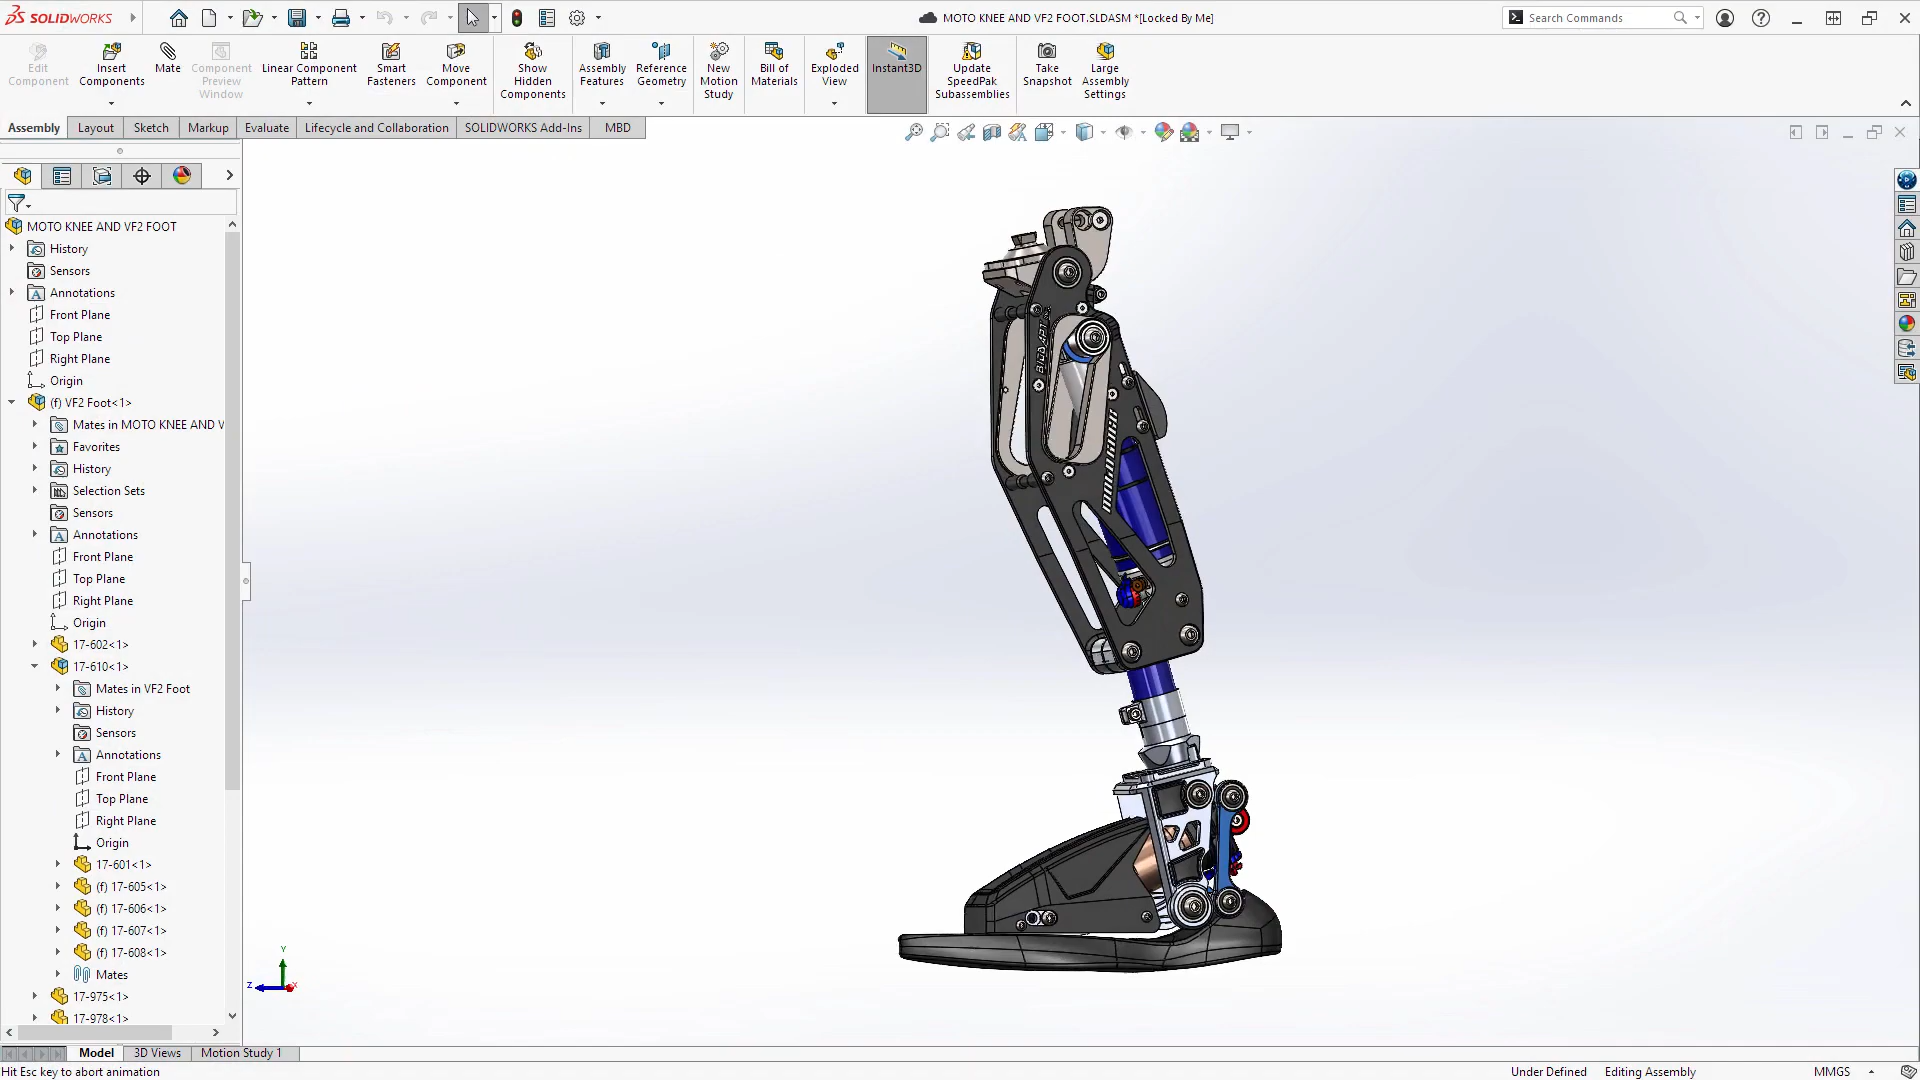 SOLIDWORKS
MOTO KNEE AND VF2 FOOT.SLDASM *[Locked By Me]
Search Commands
Edit Component
Insert Components
Mate
Component Preview Window
Linear Component Pattern
Smart Fasteners
Move Component
Show Hidden Components
Assembly Features
Reference Geometry
New Motion Study
Bill of Materials
Exploded View
Instant3D
Update SpeedPak Subassemblies
Take Snapshot
Large Assembly Settings
Assembly
Layout
Sketch
Markup
Evaluate
Lifecycle and Collaboration
SOLIDWORKS Add-Ins
MBD
MOTO KNEE AND VF2 FOOT
History
Sensors
Annotations
Front Plane
Top Plane
Right Plane
Origin
(f) VF2 Foot<1>
Mates in MOTO KNEE AND V
Favorites
History
Selection Sets
Sensors
Annotations
Front Plane
Top Plane
Right Plane
Origin
17-602<1>
17-610<1>
Mates in VF2 Foot
History
Sensors
Annotations
Front Plane
Top Plane
Right Plane
Origin
17-601<1>
(f) 17-605<1>
(f) 17-606<1>
(f) 17-607<1>
(f) 17-608<1>
Mates
17-975<1>
17-978<1>
BIODAPT
Y
Z
X
Model
3D Views
Motion Study 1
Hit Esc key to abort animation
Under Defined
Editing Assembly
MMGS